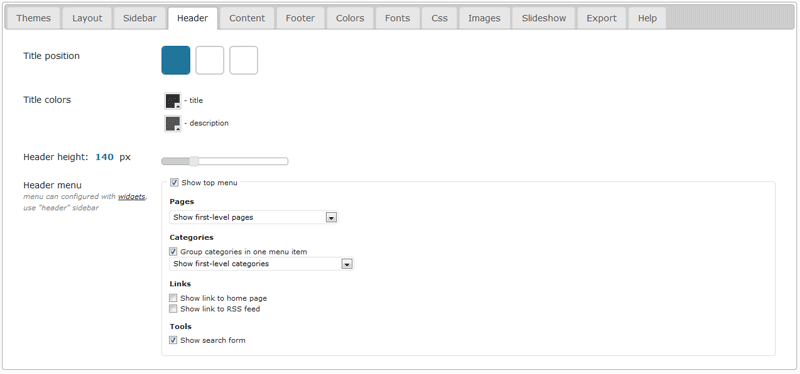 Themes Layout Sidebar Header Content Footer Colors Fonts Css Images Slideshow Export Help
Title position
Title colors
- title
- description
Header height: 140 px
Header menu
menu can configured with widgets,
use "header" sidebar
Show top menu
Pages
Show first-level pages
Categories
Group categories in one menu item
Show first-level categories
Links
Show link to home page
Show link to RSS feed
Tools
Show search form